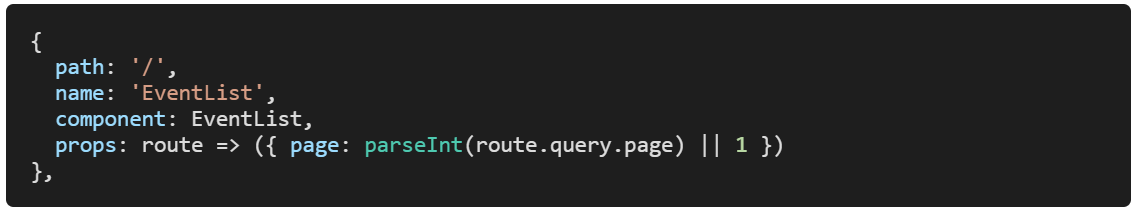 {
  path: '/',
  name: 'EventList',
  component: EventList,
  props: route => ({ page: parseInt(route.query.page) || 1 })
},